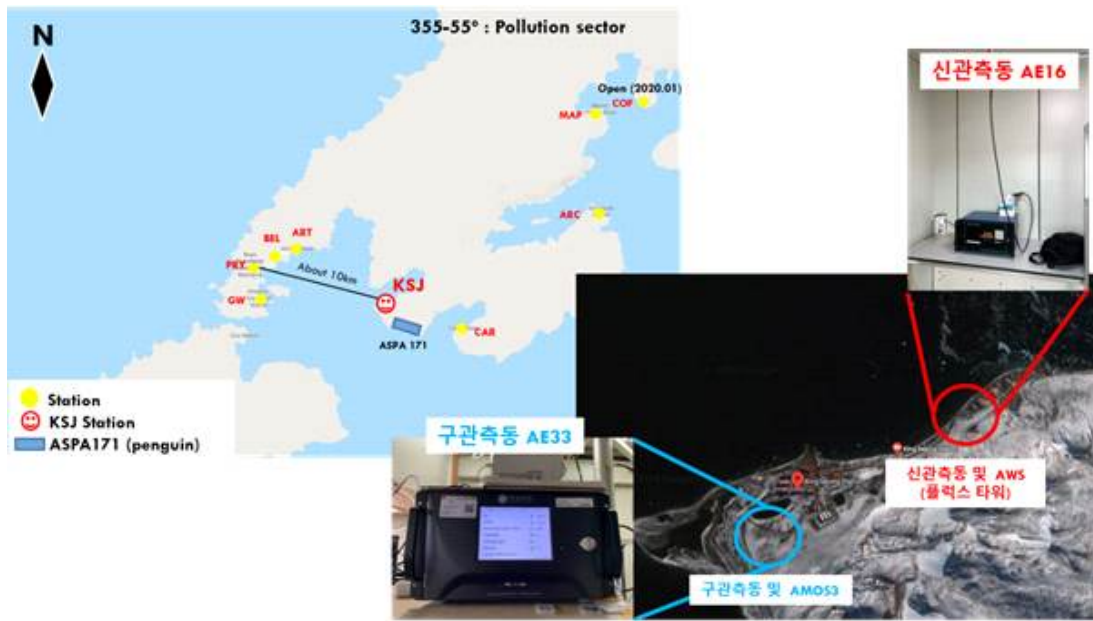 355-55° : Pollution sector
N
신관측동 AE16
Open (2020.01)
COF
MAP
ARC
ART
BEL
PRY
About 10km
KSJ
GW
CAR
ASPA 171
Station
KSJ Station
ASPA171 (penguin)
구관측동 AE33
신관측동 및 AWS
(플럭스 타워)
구관측동 및 AMOS3